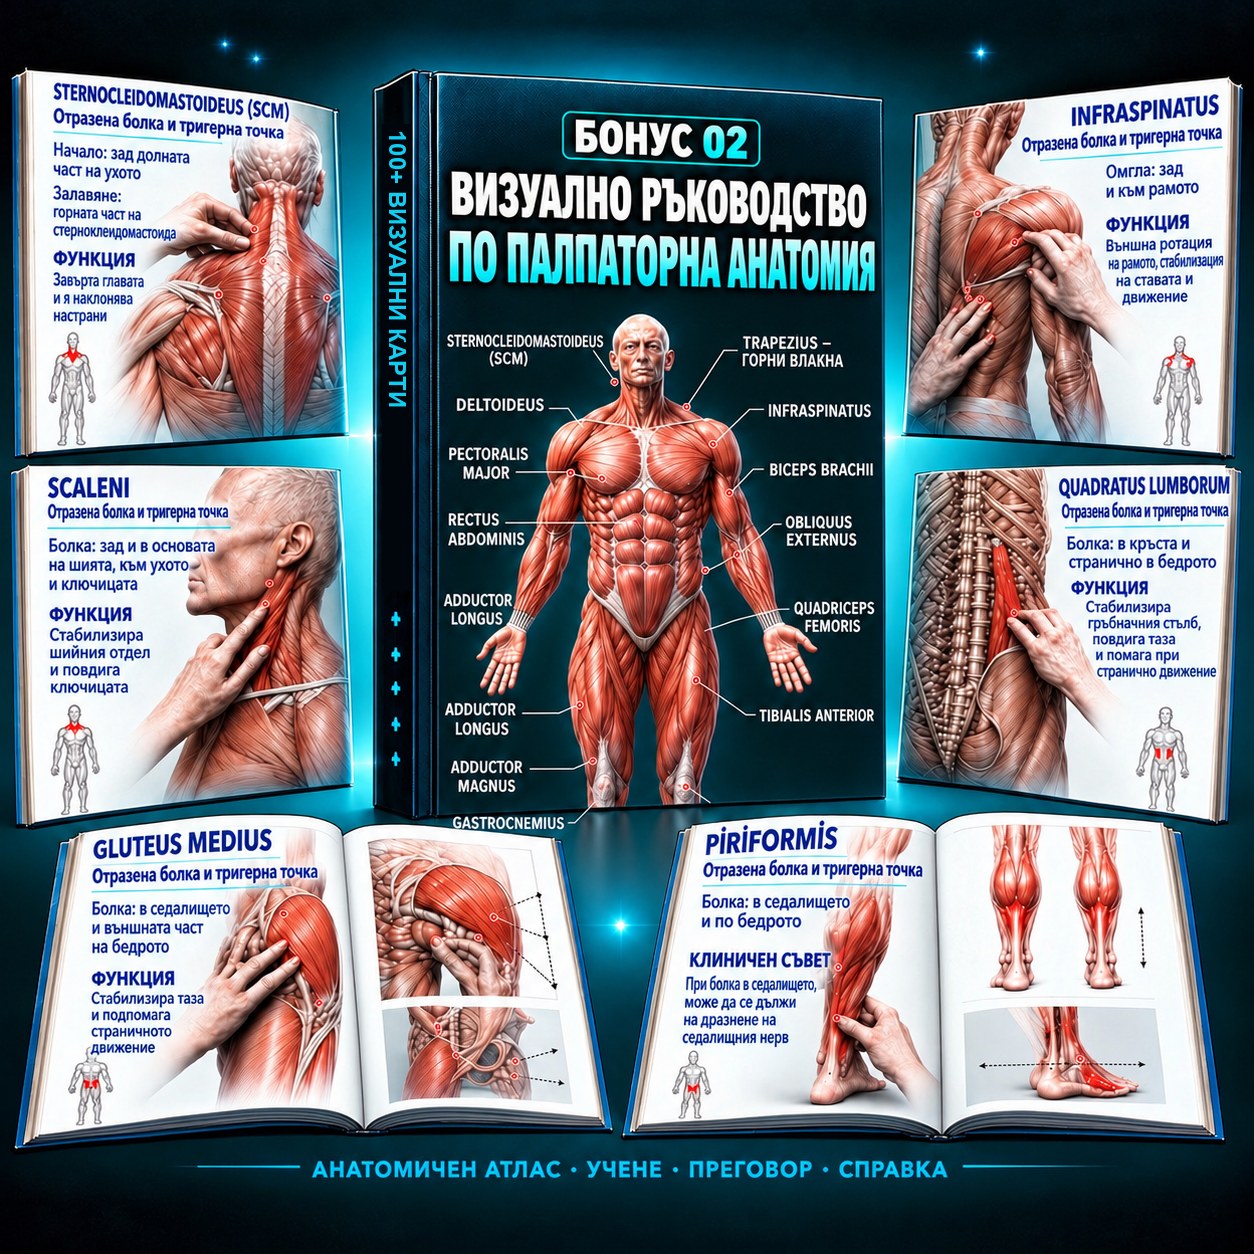 STERNOCLEIDOMASTOIDEUS (SCM)
Отразена болка и тригерна точка
Начало: зад долната
част на ухото
Залавяне:
горната част на
стерноклеидомастоида
ФУНКЦИЯ
Завърта главата
и я наклонява
настрани
100+ ВИЗУАЛНИ КАРТИ
БОНУС 02
ВИЗУАЛНО РЪКОВОДСТВО
ПО ПАЛПАТОРНА АНАТОМИЯ
STERNOCLEIDOMASTOIDEUS
(SCM)
DELTOIDEUS
PECTORALIS
MAJOR
RECTUS
ABDOMINIS
ADDUCTOR
LONGUS
ADDUCTOR
LONGUS
ADDUCTOR
MAGNUS
GASTROCNEMIUS
TRAPEZIUS –
ГОРНИ ВЛАКНА
INFRASPINATUS
BICEPS BRACHII
OBLIQUUS
EXTERNUS
QUADRICEPS
FEMORIS
TIBIALIS ANTERIOR
INFRASPINATUS
Отразена болка и тригерна точка
Омгла: зад
и към рамото
ФУНКЦИЯ
Външна ротация
на рамото, стабилизация
на ставата и
движение
SCALENI
Отразена болка и тригерна точка
Болка: зад и в основата
на шията, към ухото
и ключицата
ФУНКЦИЯ
Стабилизира
шийния отдел
и повдига
ключицата
QUADRATUS LUMBORUM
Отразена болка и тригерна точка
Болка: в кръста и
странично в бедрото
ФУНКЦИЯ
Стабилизира
гръбначния стълб,
повдига таза
и помага при
странично движение
GLUTEUS MEDIUS
Отразена болка и тригерна точка
Болка: в седалището
и външната част
на бедрото
ФУНКЦИЯ
Стабилизира таза
и подпомага
страничното
движение
PİRİFORMİS
Отразена болка и тригерна точка
Болка: в седалището
и по бедрото
КЛИНИЧЕН СЪВЕТ
При болка в седалището,
може да се дължи
на дразнене на
седалищния нерв
АНАТОМИЧЕН АТЛАС · УЧЕНЕ · ПРЕГОВОР · СПРАВКА